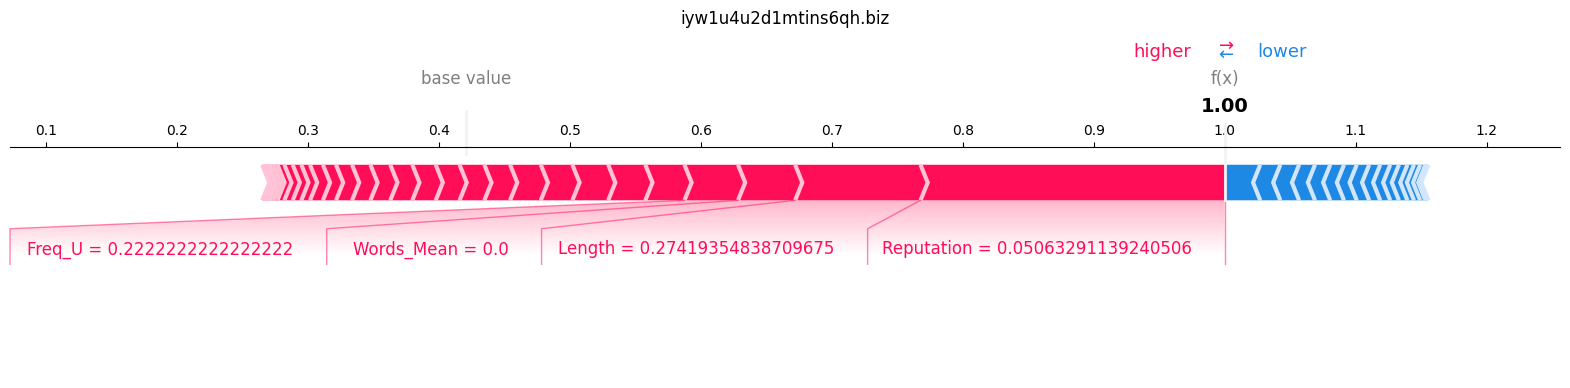 iyw1u4u2d1mtins6qh.biz
higher ⇄ lower
base value f(x)
1.00
0.1 0.2 0.3 0.4 0.5 0.6 0.7 0.8 0.9 1.0 1.1 1.2
Freq_U = 0.2222222222222222 Words_Mean = 0.0 Length = 0.27419354838709675 Reputation = 0.05063291139240506